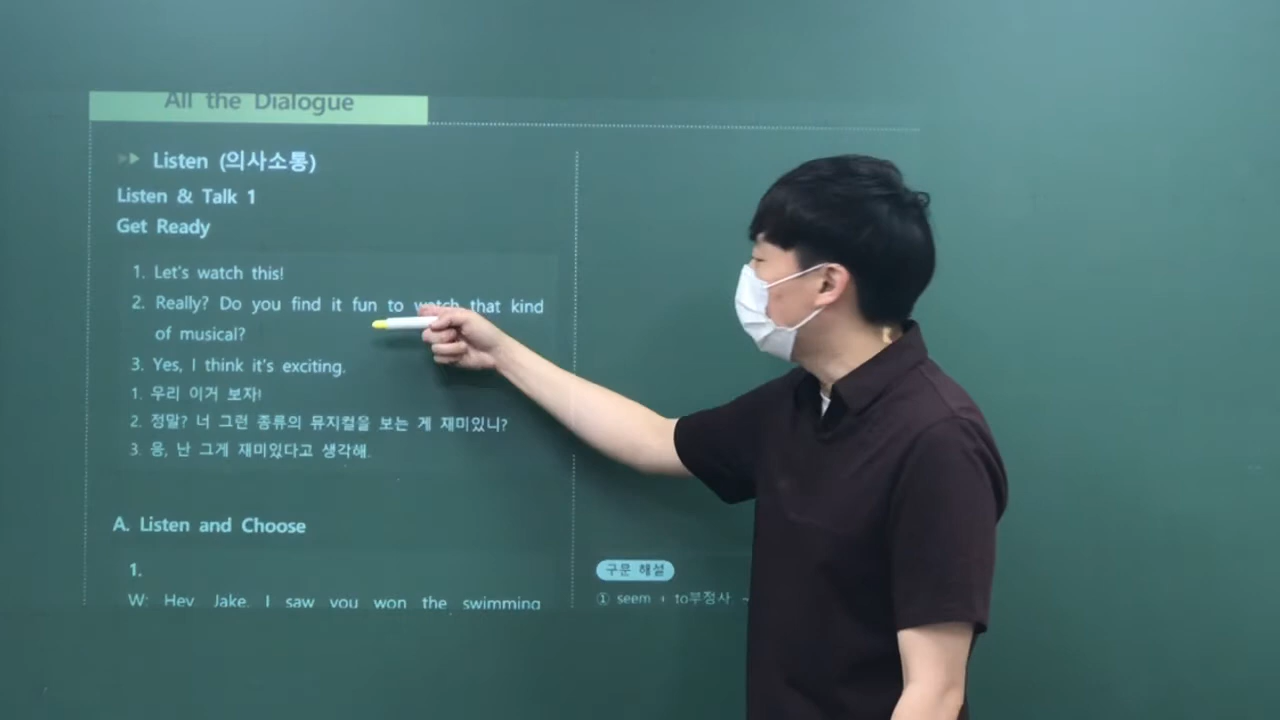 All the Dialogue
Listen (의사소통)
Listen & Talk 1
Get Ready
1. Let's watch this!
2. Really? Do you find it fun to watch that kind
of musical?
3. Yes, I think it's exciting.
1. 우리 이거 보자!
2. 정말? 너 그런 종류의 뮤지컬을 보는 게 재미있니?
3. 응, 난 그게 재미있다고 생각해.
A. Listen and Choose
1.
W: Hey, Jake. I saw you won the swimming
구문 해설
① seem + to부정사 →